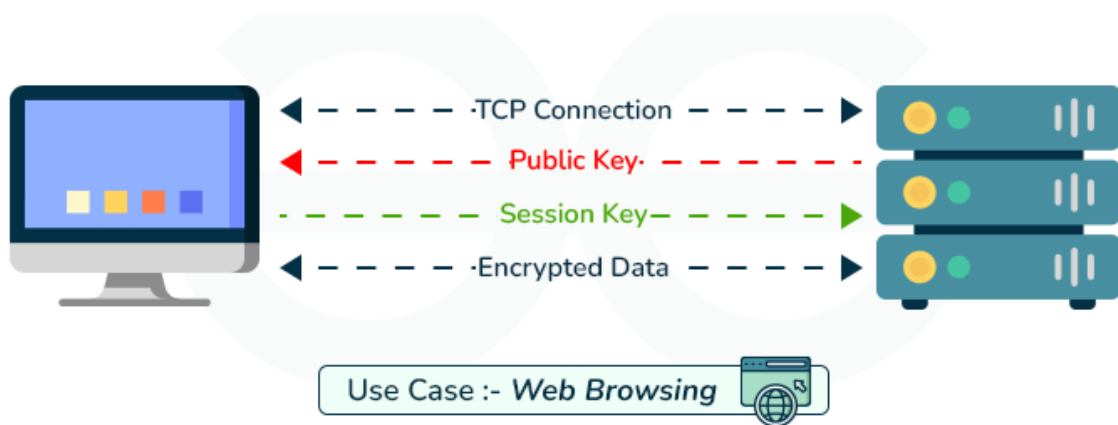 TCP Connection
Public Key
Session Key
Encrypted Data
Use Case :- Web Browsing